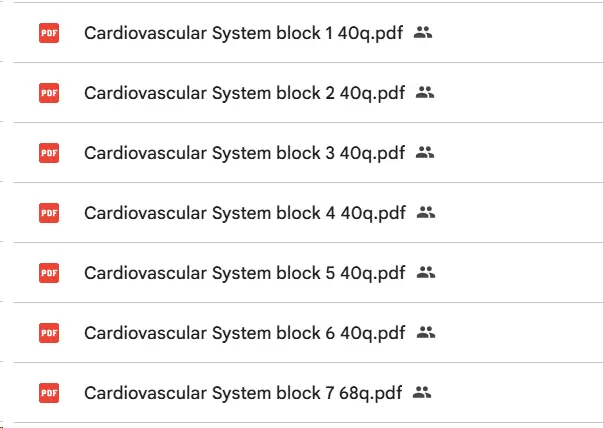 PDF Cardiovascular System block 1 40q.pdf
PDF Cardiovascular System block 2 40q.pdf
PDF Cardiovascular System block 3 40q.pdf
PDF Cardiovascular System block 4 40q.pdf
PDF Cardiovascular System block 5 40q.pdf
PDF Cardiovascular System block 6 40q.pdf
PDF Cardiovascular System block 7 68q.pdf